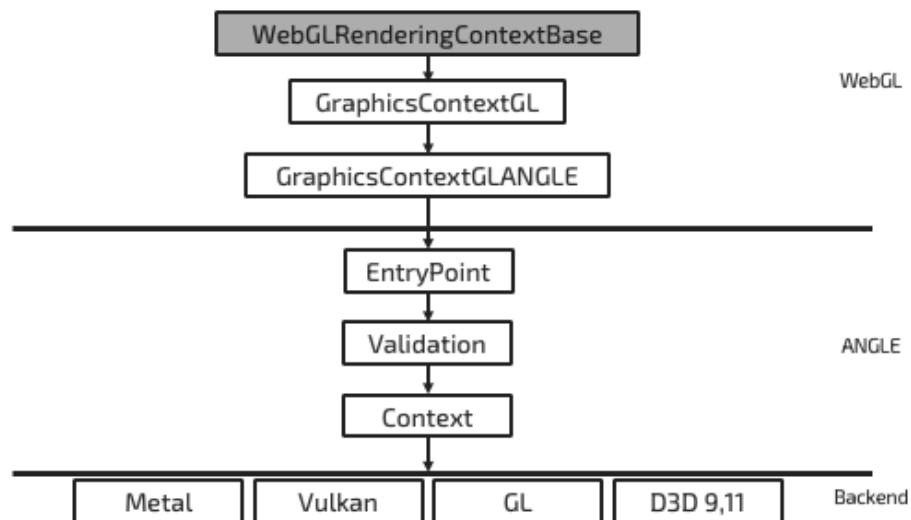 WebGLRenderingContextBase
WebGL
GraphicsContextGL
GraphicsContextGLANGLE
EntryPoint
Validation
ANGLE
Context
Metal
Vulkan
GL
D3D 9,11
Backend